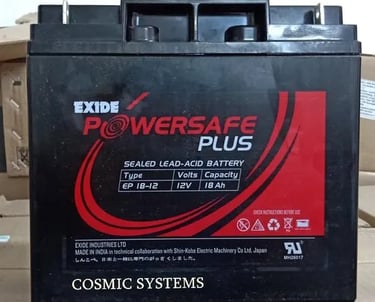 EXIDE
POWERSAFE
PLUS
SEALED LEAD-ACID BATTERY
Type Volts Capacity
EP 18-12 12V 18 Ah
EXIDE INDUSTRIES LTD
MADE IN INDIA in technical collaboration with Shin-Kobe Electric Machinery Co Ltd, Japan
MH25017
COSMIC SYSTEMS